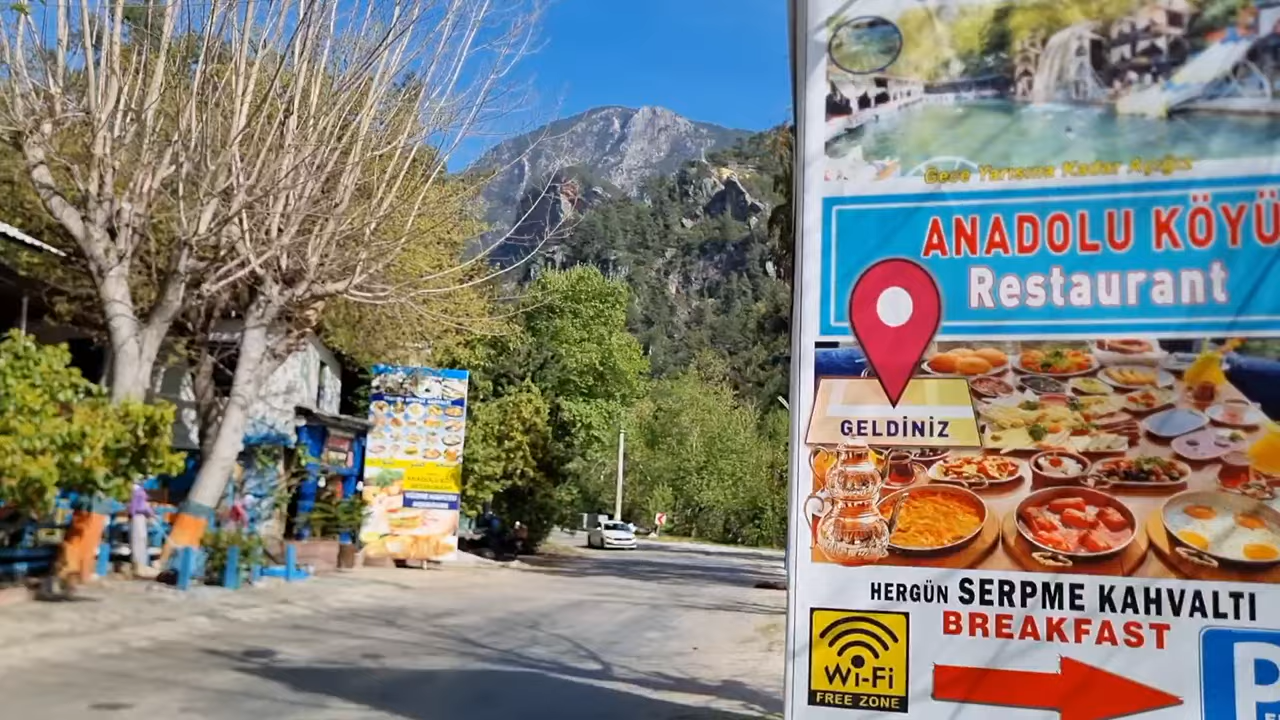 Gece Yarısına Kadar Açığız
ANADOLU KÖYÜ
Restaurant
GELDİNİZ
HERGÜN SERPME KAHVALTI
BREAKFAST
Wi-Fi
FREE ZONE
P